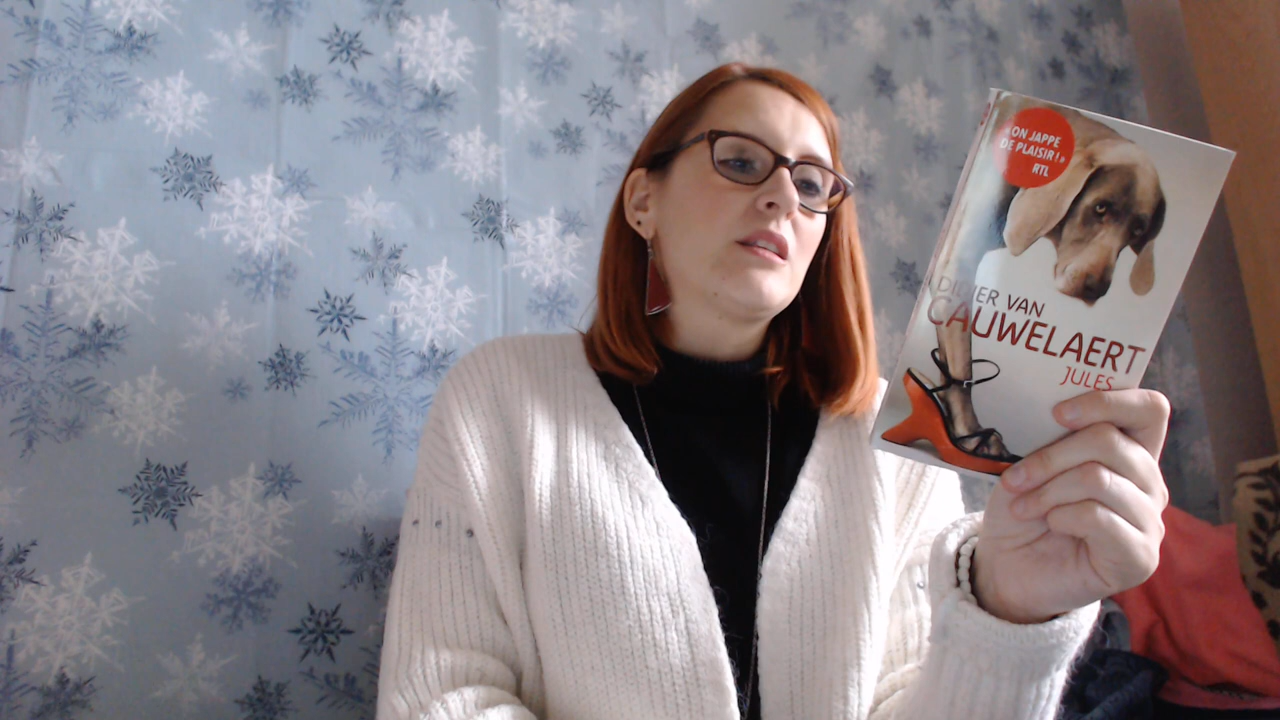 « ON JAPPE
DE PLAISIR ! »
RTL
DIDIER VAN
CAUWELAERT
JULES